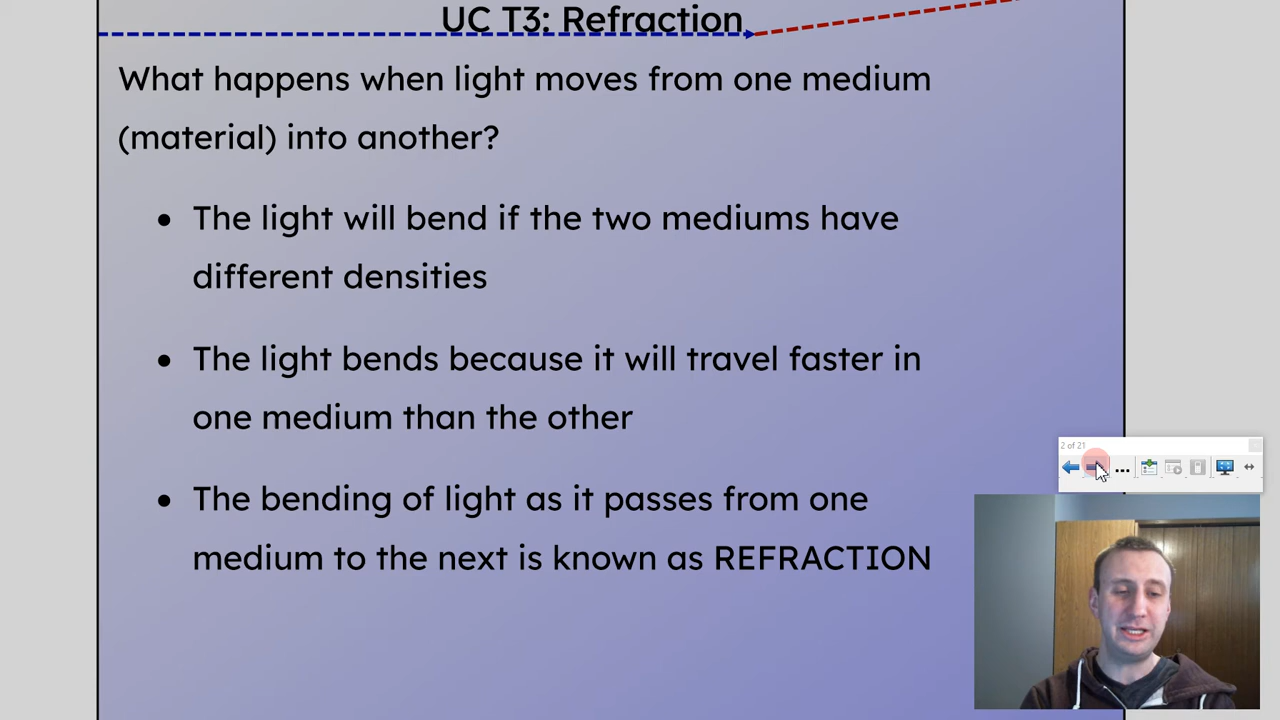 UC T3: Refraction
What happens when light moves from one medium
(material) into another?
• The light will bend if the two mediums have
different densities
• The light bends because it will travel faster in
one medium than the other
• The bending of light as it passes from one
medium to the next is known as REFRACTION
2 of 21